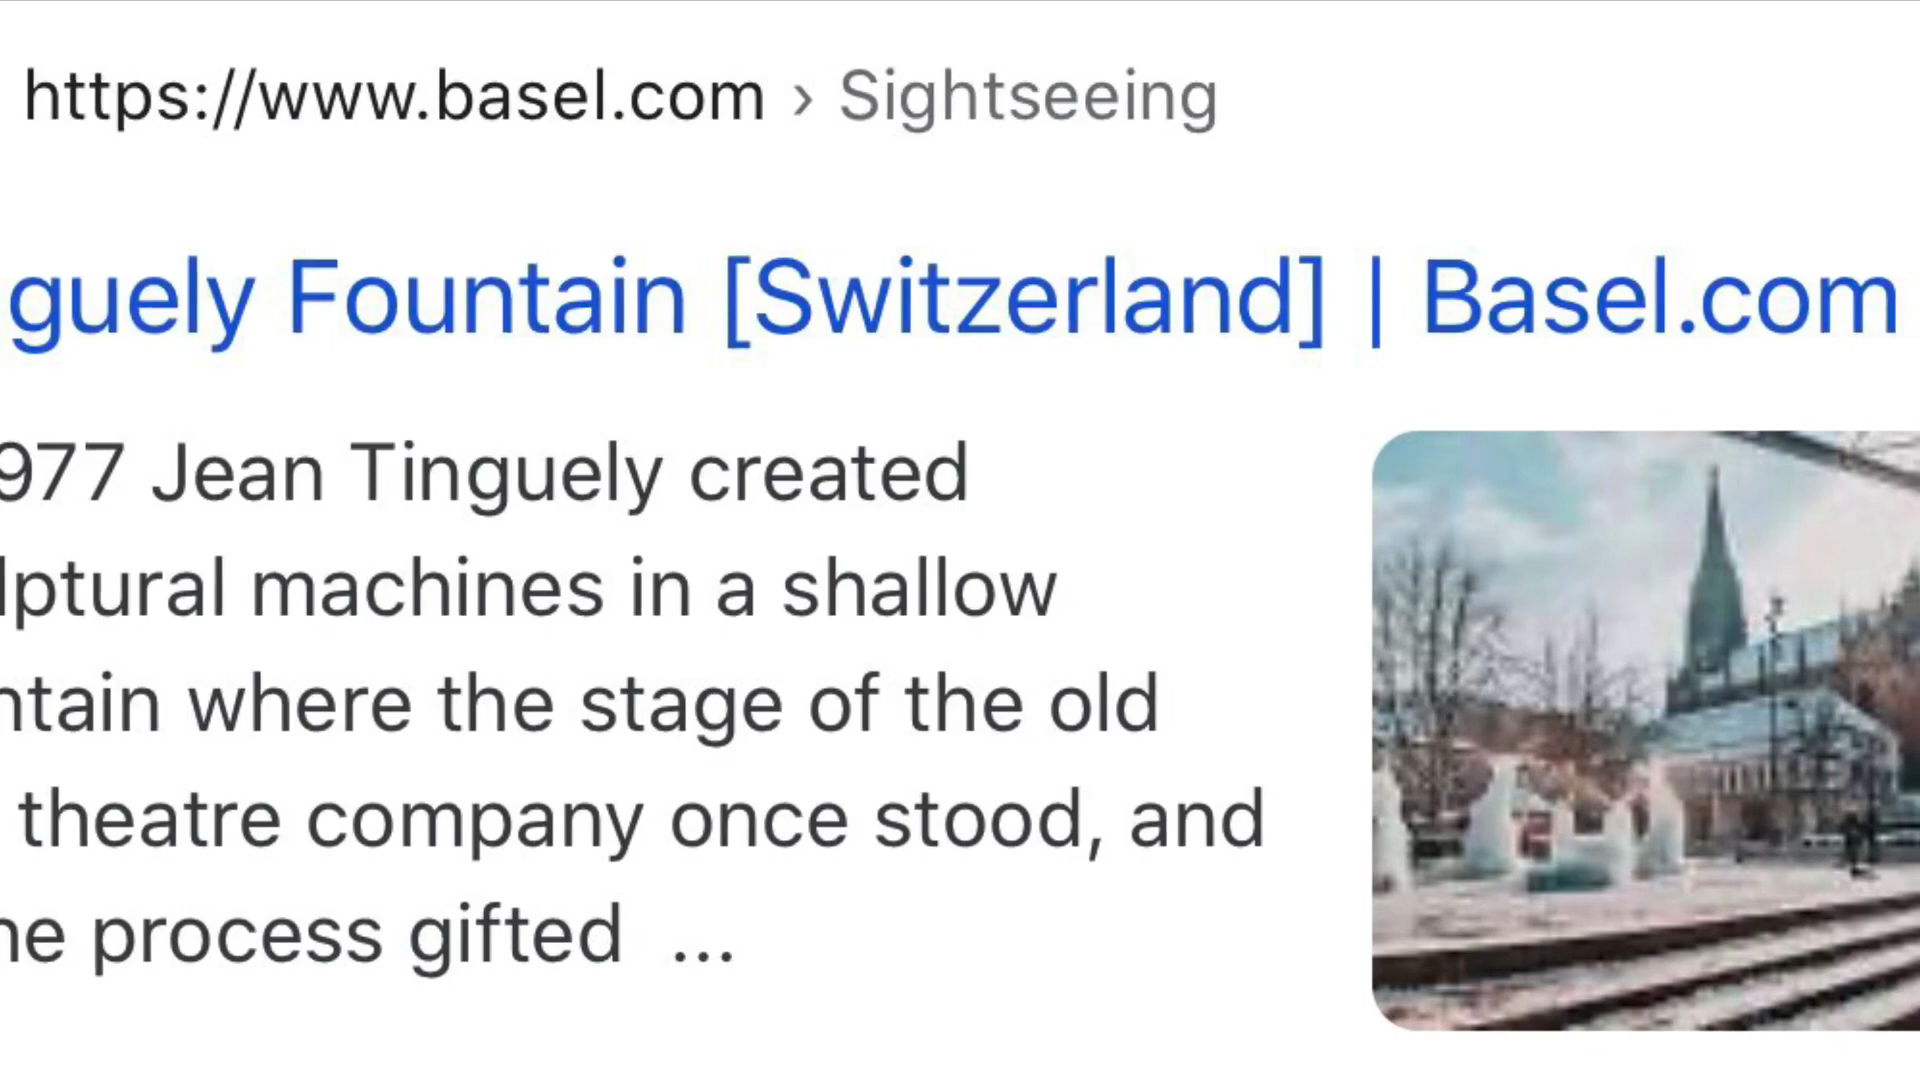 https://www.basel.com › Sightseeing
guely Fountain [Switzerland] | Basel.com
977 Jean Tinguely created
lptural machines in a shallow
ntain where the stage of the old
theatre company once stood, and
ne process gifted ...